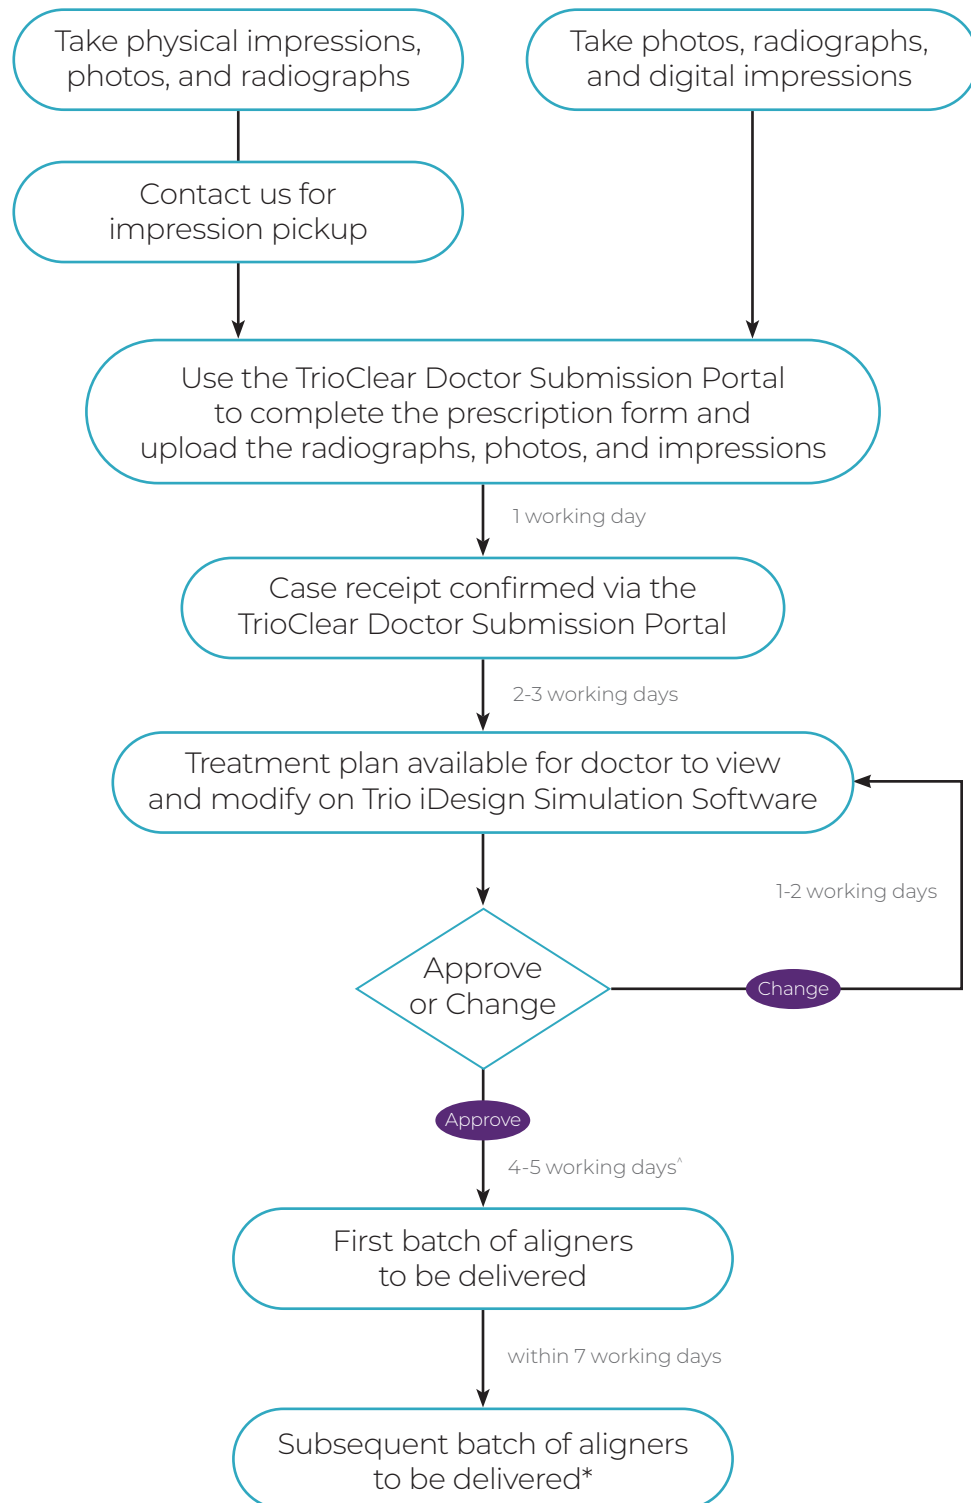 Take physical impressions,
photos, and radiographs
Take photos, radiographs,
and digital impressions
Contact us for
impression pickup
Use the TrioClear Doctor Submission Portal
to complete the prescription form and
upload the radiographs, photos, and impressions
1 working day
Case receipt confirmed via the
TrioClear Doctor Submission Portal
2-3 working days
Treatment plan available for doctor to view
and modify on Trio iDesign Simulation Software
1-2 working days
Approve
or Change
Change
Approve
4-5 working days^
First batch of aligners
to be delivered
within 7 working days
Subsequent batch of aligners
to be delivered*